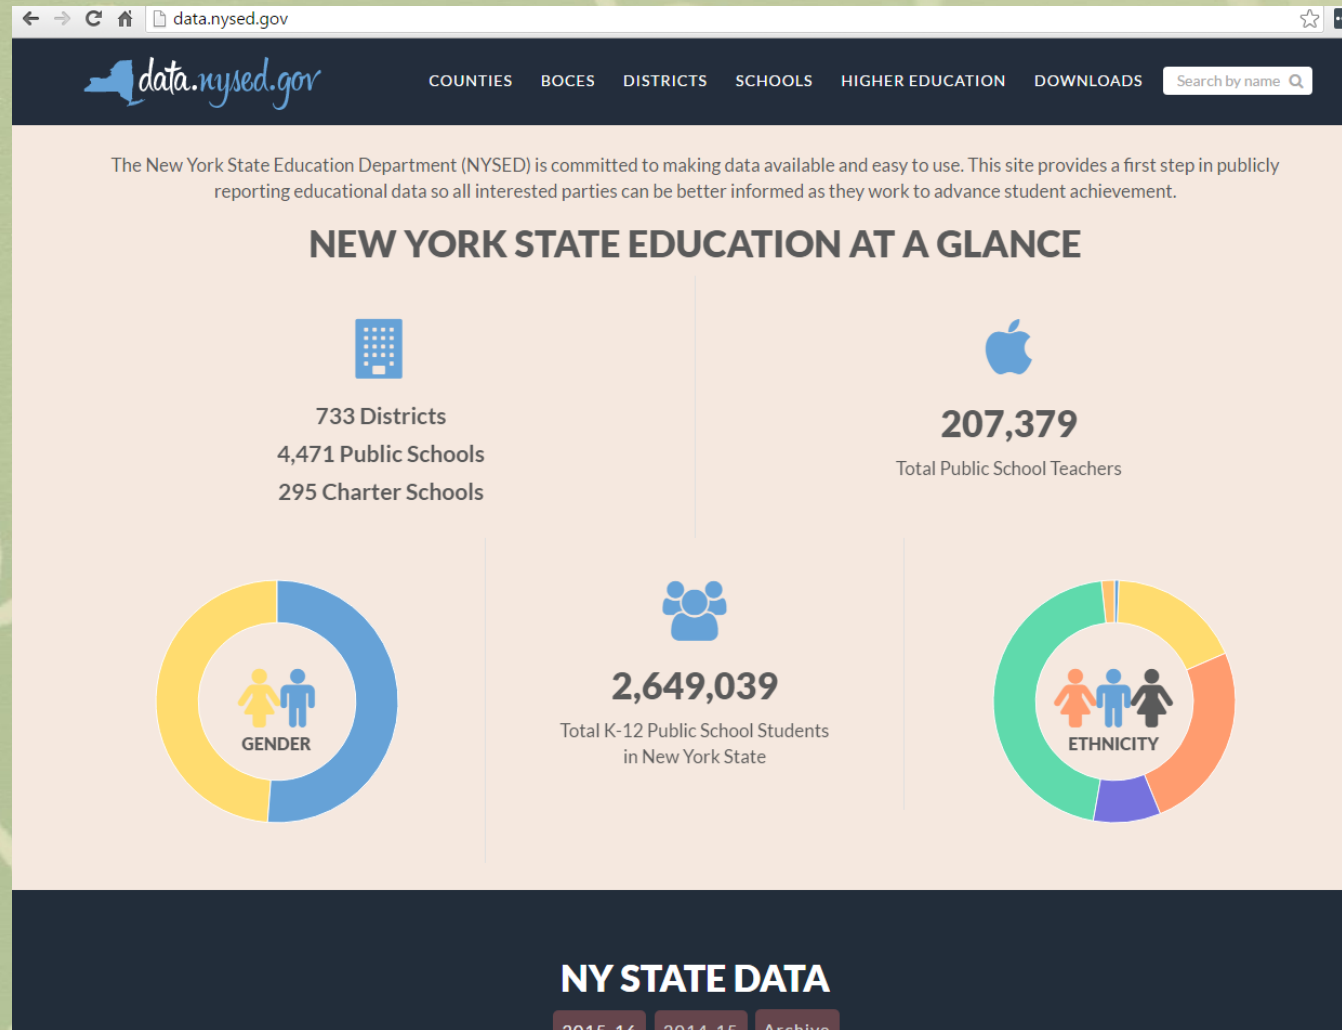 data.nysed.gov
data.nysed.gov
COUNTIES BOCES DISTRICTS SCHOOLS HIGHER EDUCATION DOWNLOADS Search by name
The New York State Education Department (NYSED) is committed to making data available and easy to use. This site provides a first step in publicly
reporting educational data so all interested parties can be better informed as they work to advance student achievement.
NEW YORK STATE EDUCATION AT A GLANCE
733 Districts
4,471 Public Schools
295 Charter Schools
207,379
Total Public School Teachers
GENDER
2,649,039
Total K-12 Public School Students
in New York State
ETHNICITY
NY STATE DATA
2015-16 2014-15 Archive